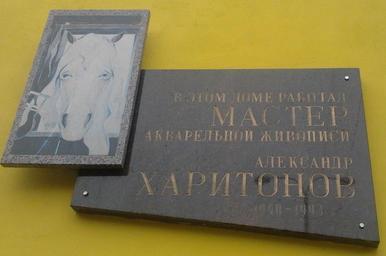 В ЭТОМ ДОМЕ РАБОТАЛ
МАСТЕР
АКВАРЕЛЬНОЙ ЖИВОПИСИ
АЛЕКСАНДР
ХАРИТОНОВ